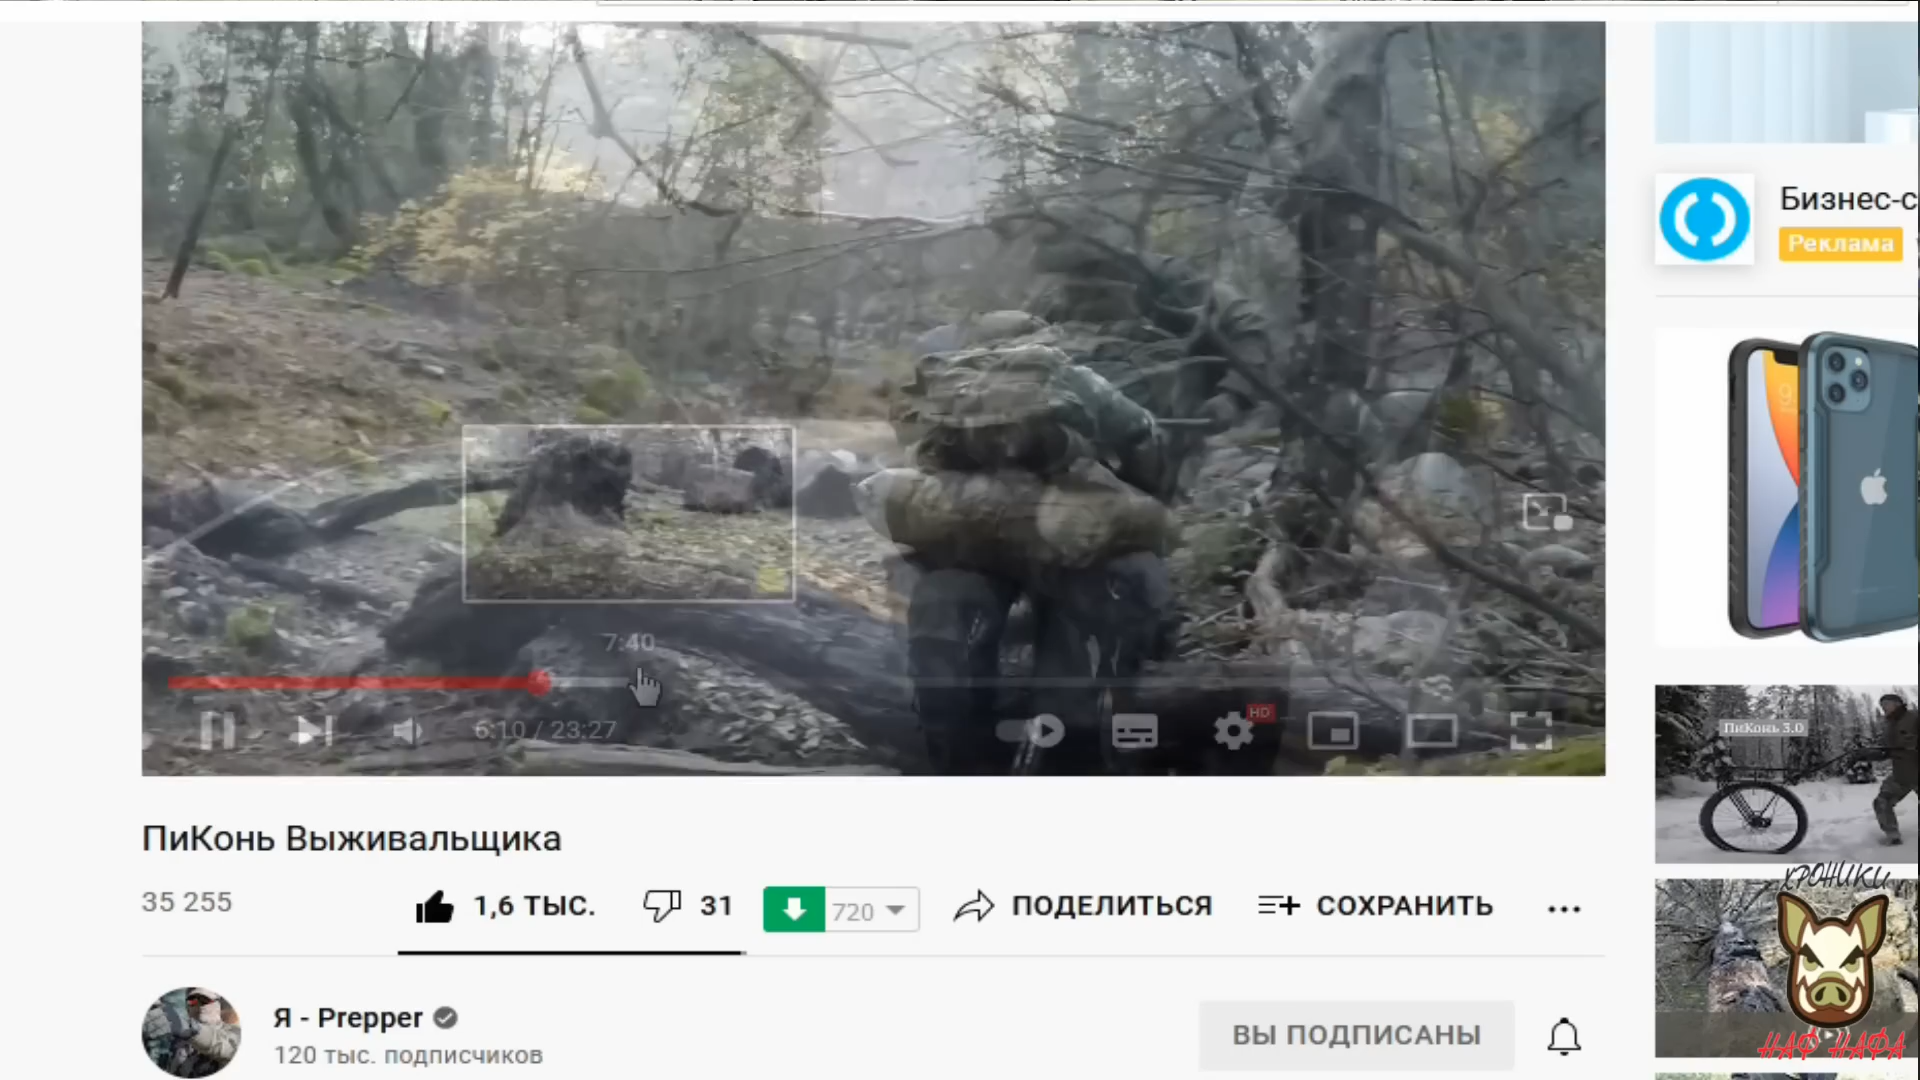 Бизнес-с
Реклама
7:40
6:10 / 23:27
HD
ПиКонь 3.0
ПиКонь Выживальщика
35 255
1,6 ТЫС.
31
720
ПОДЕЛИТЬСЯ
СОХРАНИТЬ
ХРОНИКИ
НАФ НАФА
Я - Prepper
120 тыс. подписчиков
ВЫ ПОДПИСАНЫ